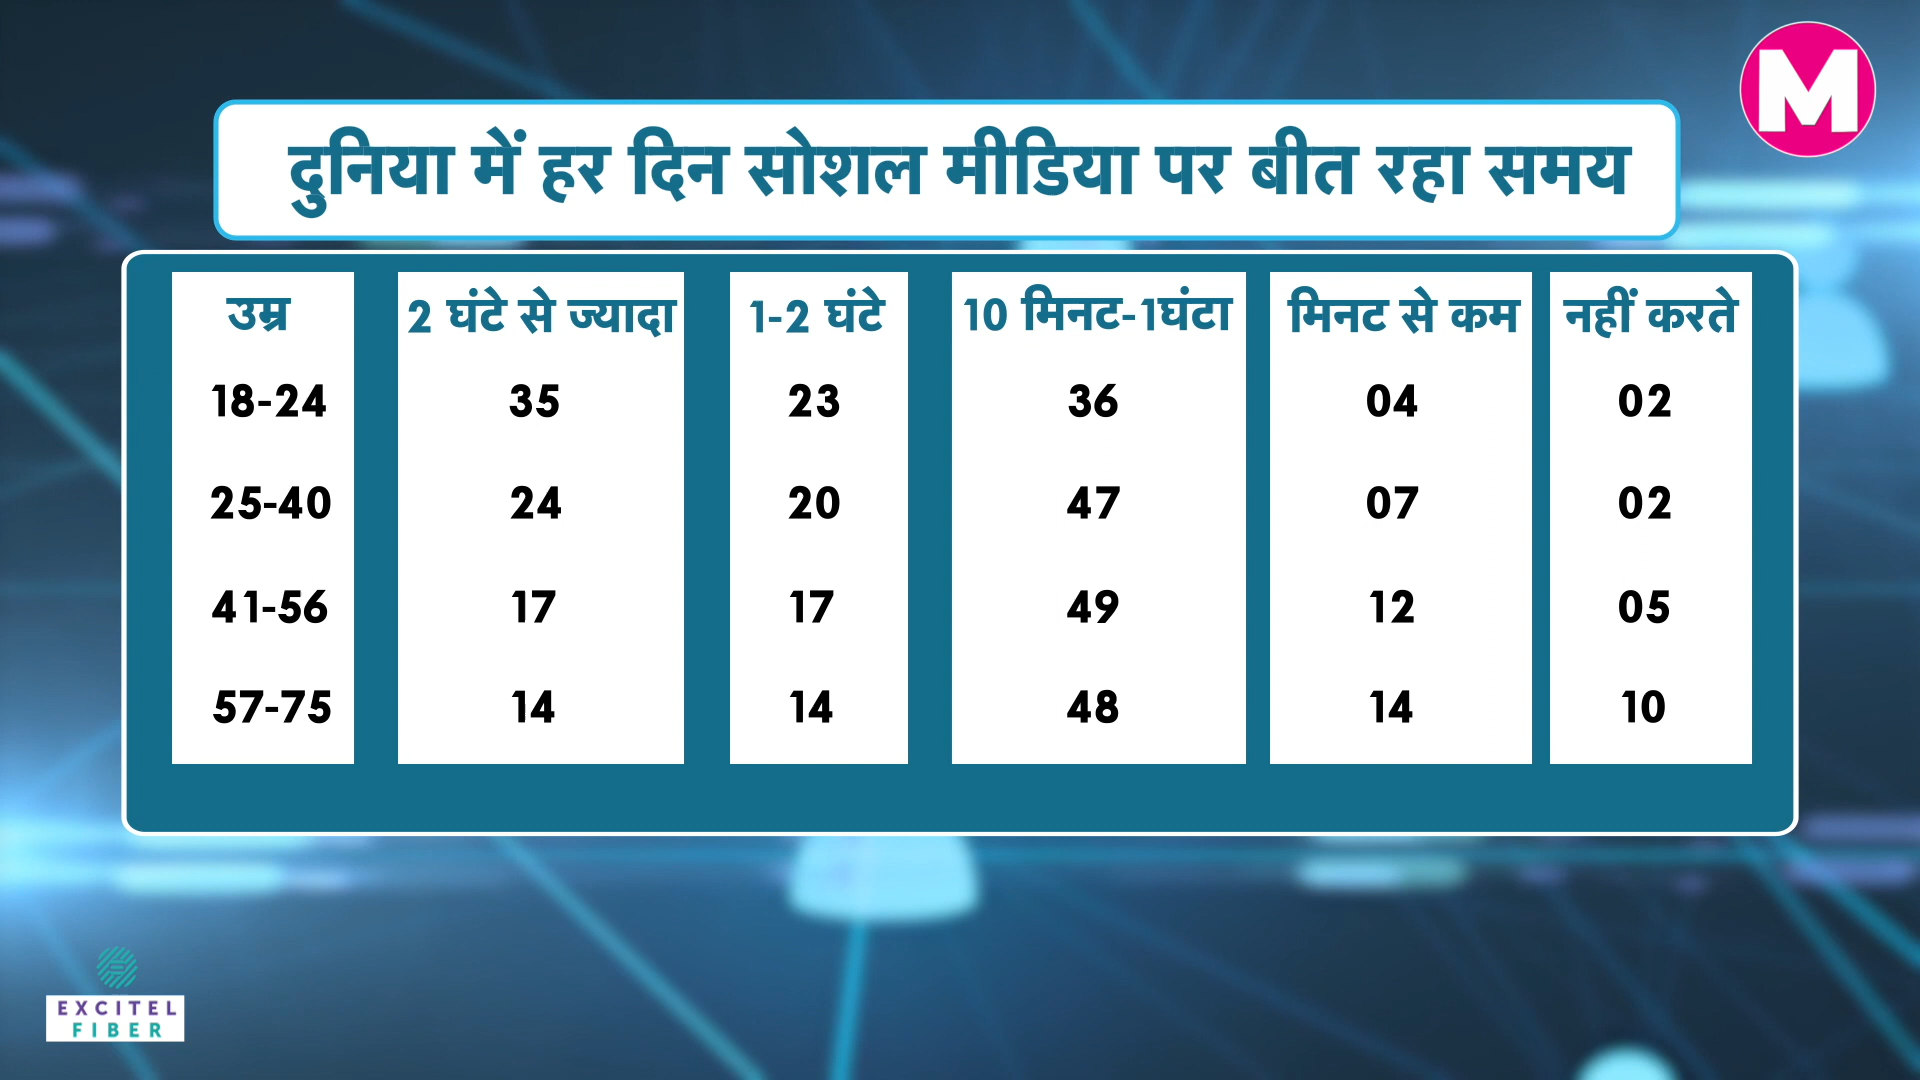 M
दुनिया में हर दिन सोशल मीडिया पर बीत रहा समय
उम्र 2 घंटे से ज्यादा 1-2 घंटे 10 मिनट-1घंटा मिनट से कम नहीं करते
18-24 35 23 36 04 02
25-40 24 20 47 07 02
41-56 17 17 49 12 05
57-75 14 14 48 14 10
EXCITEL
FIBER